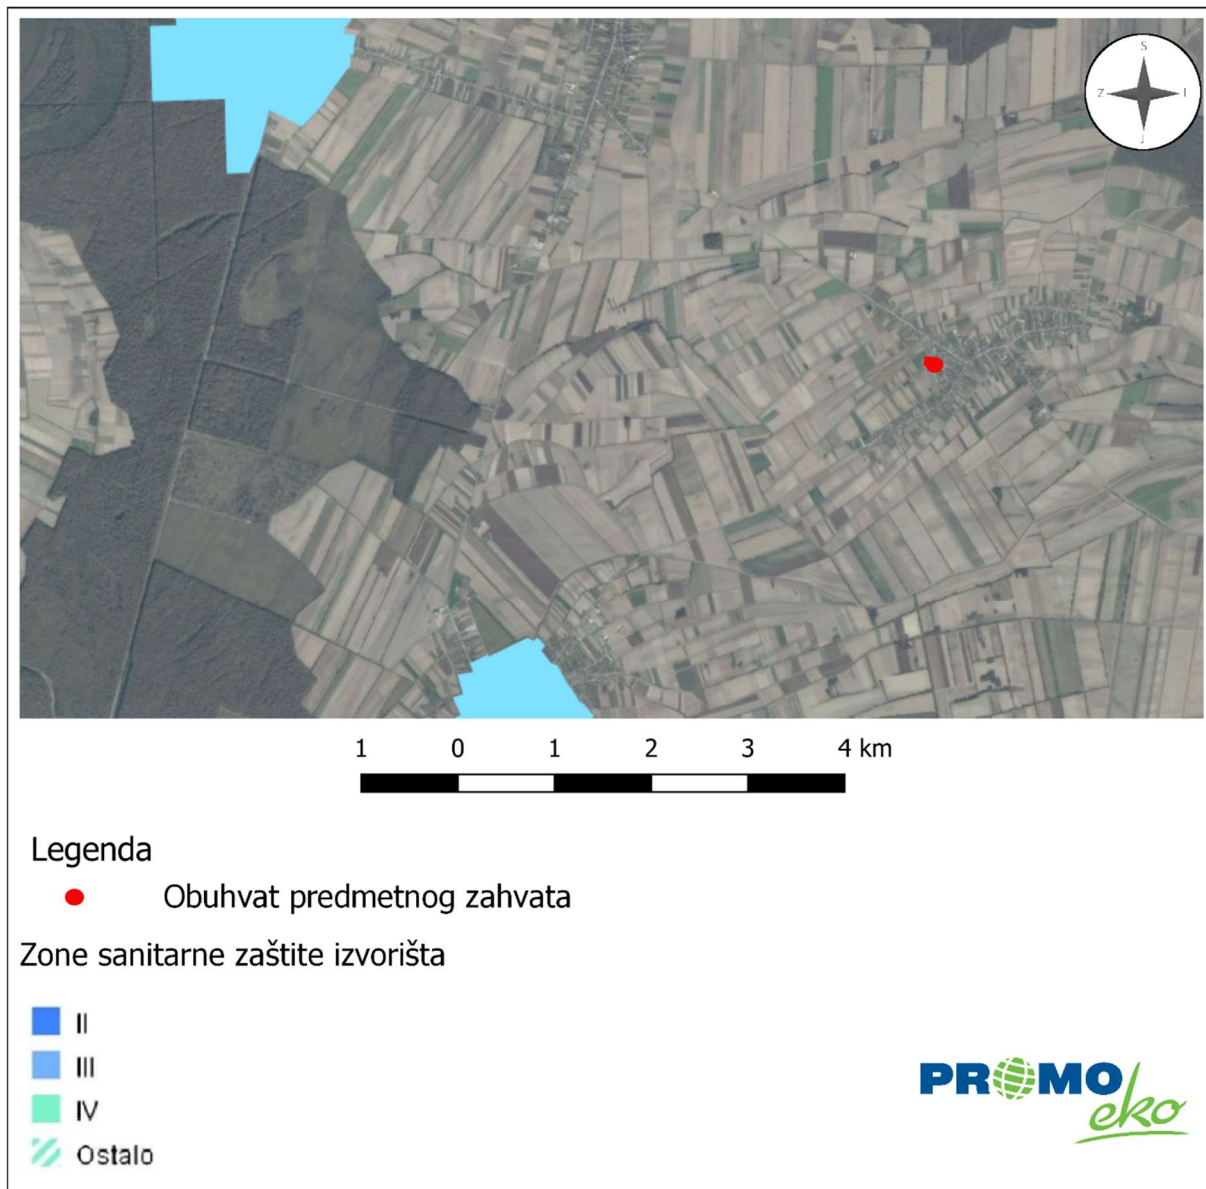 S
Z I
J
1 0 1 2 3 4 km
Legenda
Obuhvat predmetnog zahvata
Zone sanitarne zaštite izvorišta
II
III
IV
Ostalo
PROMO
eko